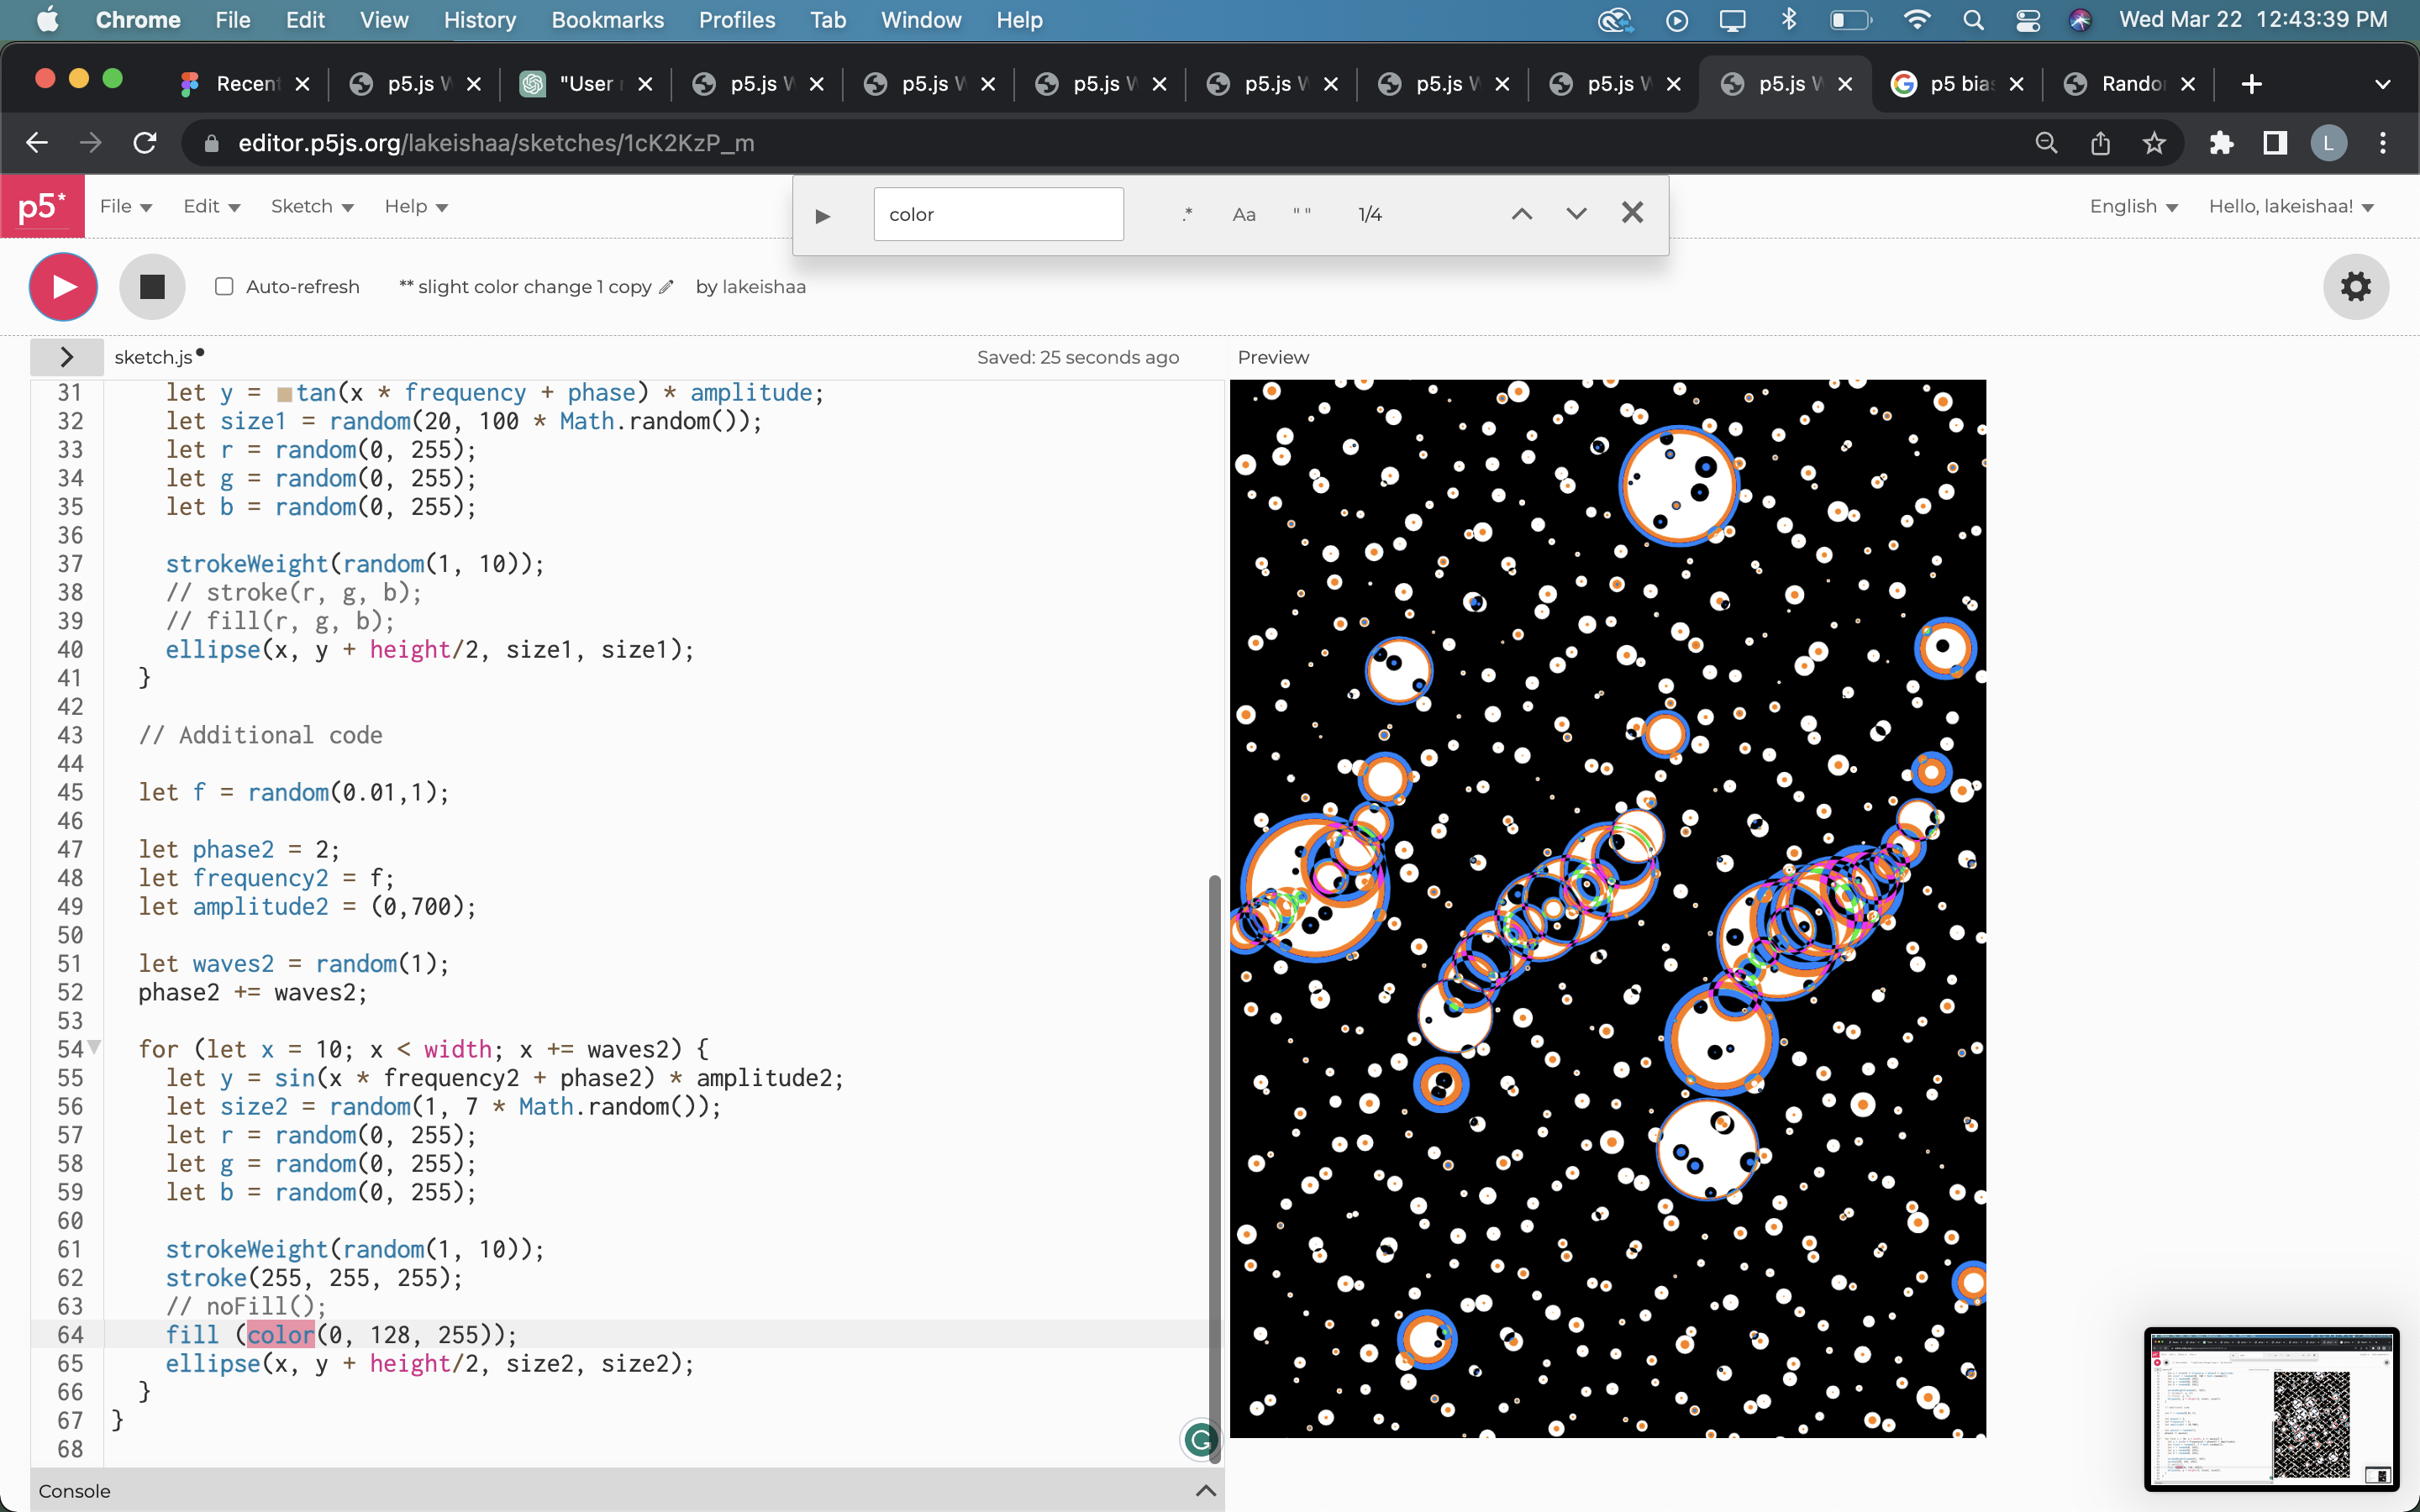 Chrome File Edit View History Bookmarks Profiles Tab Window Help Wed Mar 22 12:43:39 PM
Recent p5.js W "User r p5.js W p5.js W p5.js W p5.js W p5.js W p5.js W p5.js W p5 bias Random
editor.p5js.org/lakeishaa/sketches/1cK2KzP_m L
p5* File Edit Sketch Help color .* Aa " " 1/4 English Hello, lakeishaa!
Auto-refresh ** slight color change 1 copy by lakeishaa
sketch.js Saved: 25 seconds ago Preview
31 let y = tan(x * frequency + phase) * amplitude;
32 let size1 = random(20, 100 * Math.random());
33 let r = random(0, 255);
34 let g = random(0, 255);
35 let b = random(0, 255);
36
37 strokeWeight(random(1, 10));
38 // stroke(r, g, b);
39 // fill(r, g, b);
40 ellipse(x, y + height/2, size1, size1);
41 }
42
43 // Additional code
44
45 let f = random(0.01,1);
46
47 let phase2 = 2;
48 let frequency2 = f;
49 let amplitude2 = (0,700);
50
51 let waves2 = random(1);
52 phase2 += waves2;
53
54 for (let x = 10; x < width; x += waves2) {
55 let y = sin(x * frequency2 + phase2) * amplitude2;
56 let size2 = random(1, 7 * Math.random());
57 let r = random(0, 255);
58 let g = random(0, 255);
59 let b = random(0, 255);
60
61 strokeWeight(random(1, 10));
62 stroke(255, 255, 255);
63 // noFill();
64 fill (color(0, 128, 255));
65 ellipse(x, y + height/2, size2, size2);
66 }
67 }
68
Console